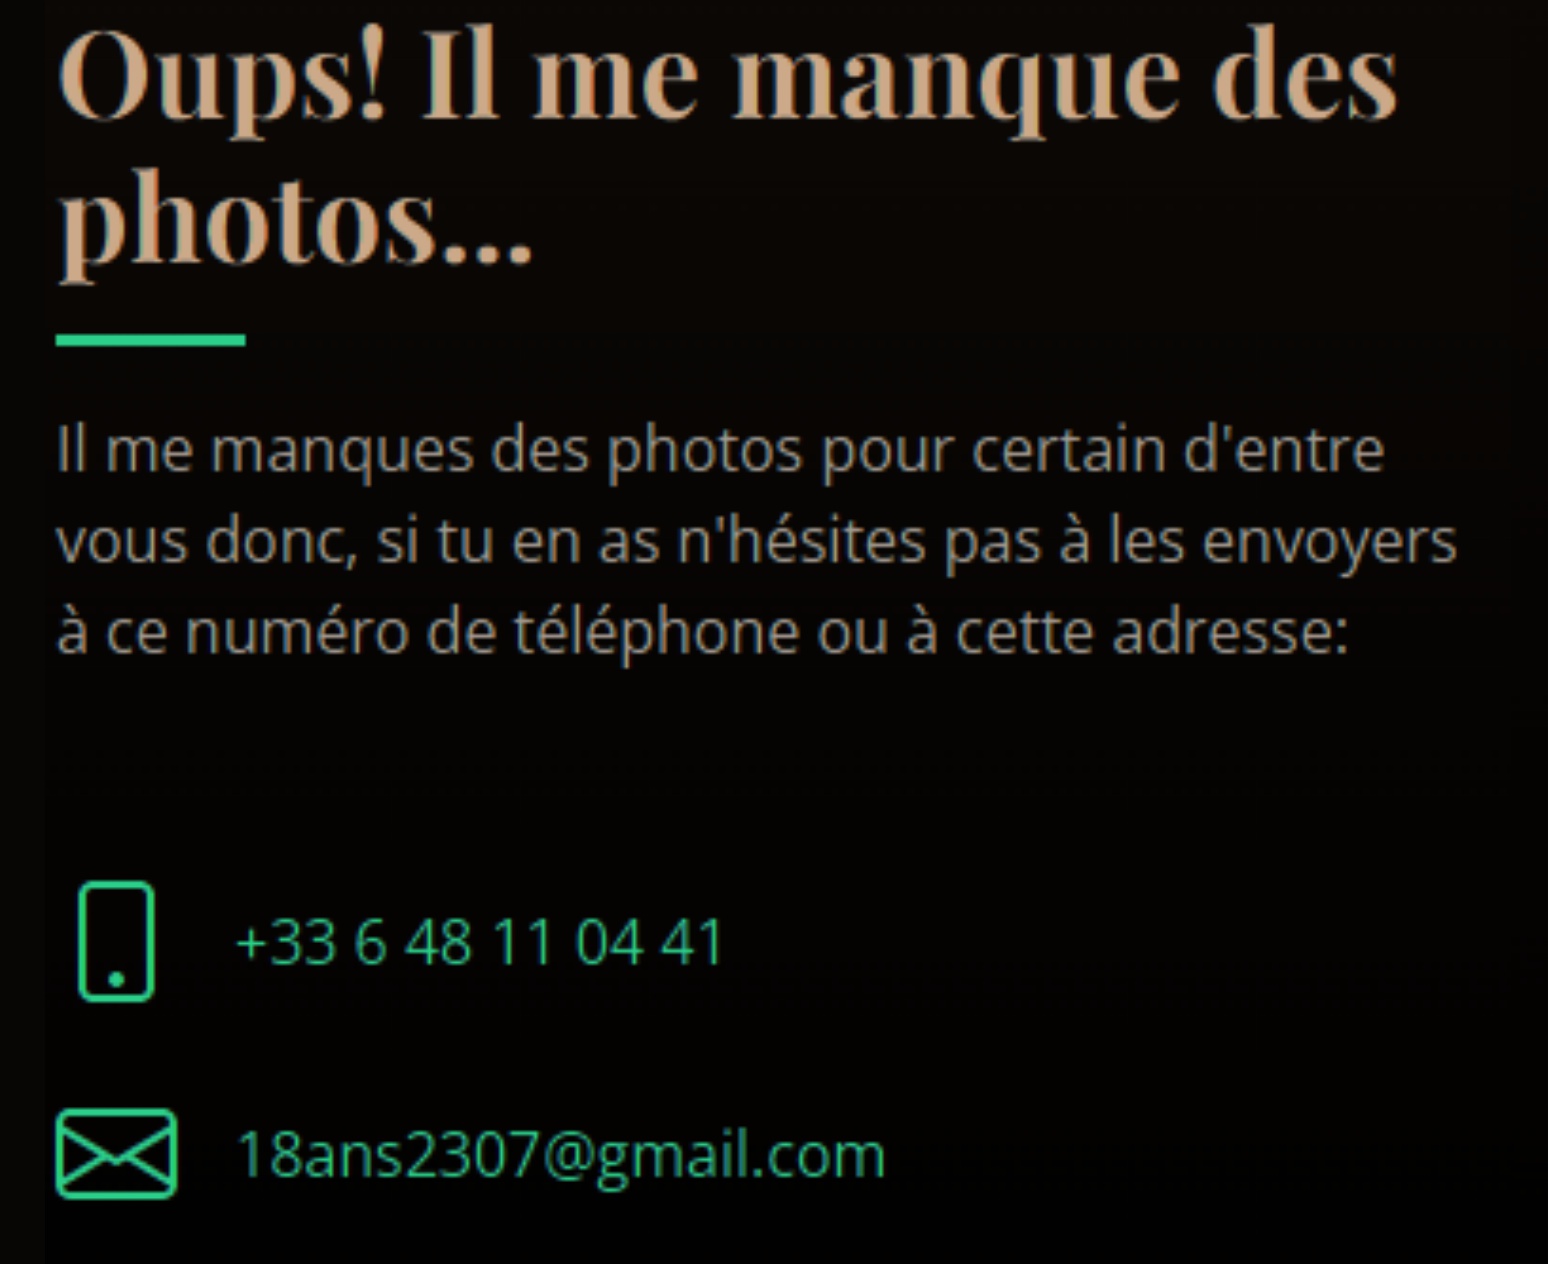 Oups! Il me manque des
photos...
Il me manques des photos pour certain d'entre
vous donc, si tu en as n'hésites pas à les envoyers
à ce numéro de téléphone ou à cette adresse:
+33 6 48 11 04 41
18ans2307@gmail.com